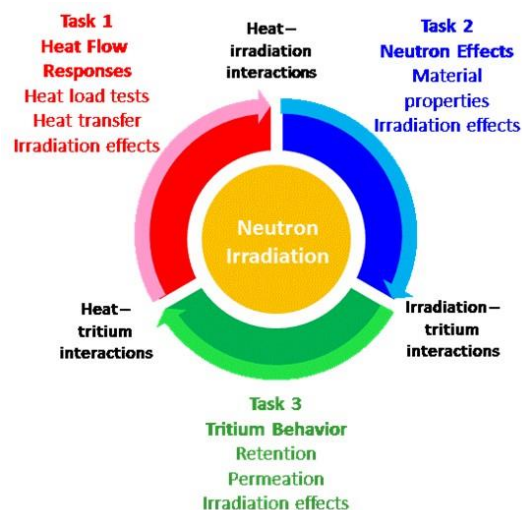 Task 1
Heat Flow
Responses
Heat load tests
Heat transfer
Irradiation effects
Heat–
irradiation
interactions
Task 2
Neutron Effects
Material
properties
Irradiation effects
Neutron
Irradiation
Heat–
tritium
interactions
Irradiation–
tritium
interactions
Task 3
Tritium Behavior
Retention
Permeation
Irradiation effects